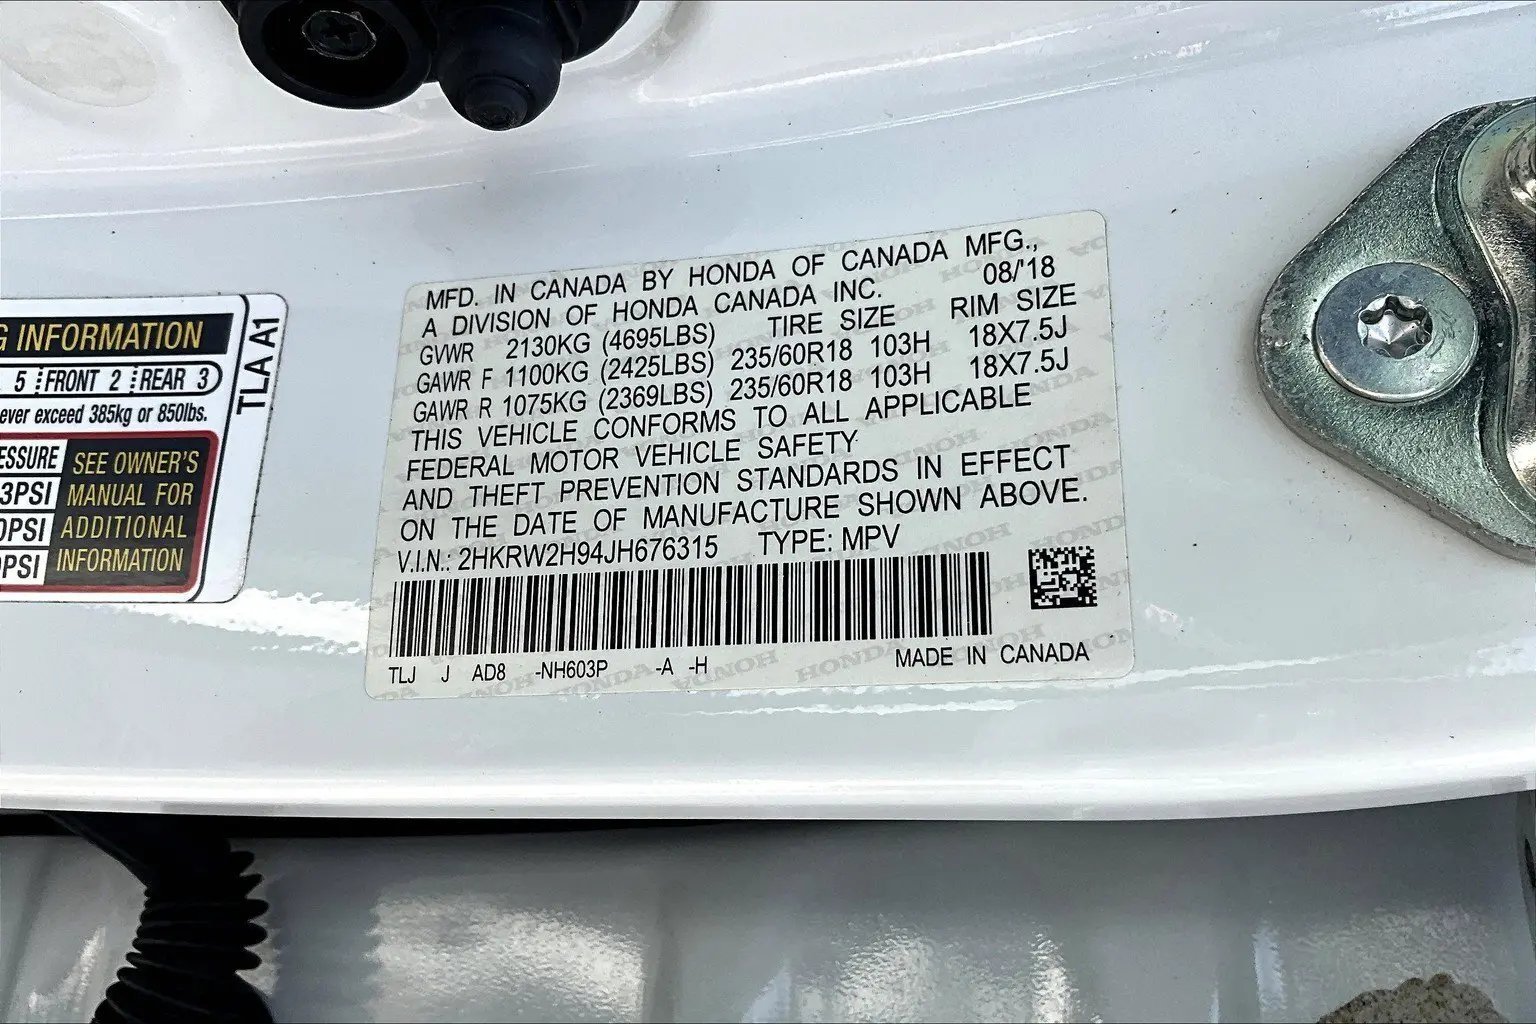 G INFORMATION
5 FRONT 2 REAR 3
ever exceed 385kg or 850lbs.
ESSURE
3PSI
0PSI
0PSI
SEE OWNER'S
MANUAL FOR
ADDITIONAL
INFORMATION
TLA A1
MFD. IN CANADA BY HONDA OF CANADA MFG.,
A DIVISION OF HONDA CANADA INC. 08/'18
GVWR 2130KG (4695LBS) TIRE SIZE RIM SIZE
GAWR F 1100KG (2425LBS) 235/60R18 103H 18X7.5J
GAWR R 1075KG (2369LBS) 235/60R18 103H 18X7.5J
THIS VEHICLE CONFORMS TO ALL APPLICABLE
FEDERAL MOTOR VEHICLE SAFETY
AND THEFT PREVENTION STANDARDS IN EFFECT
ON THE DATE OF MANUFACTURE SHOWN ABOVE.
V.I.N.: 2HKRW2H94JH676315 TYPE: MPV
TLJ J AD8 -NH603P -A -H MADE IN CANADA